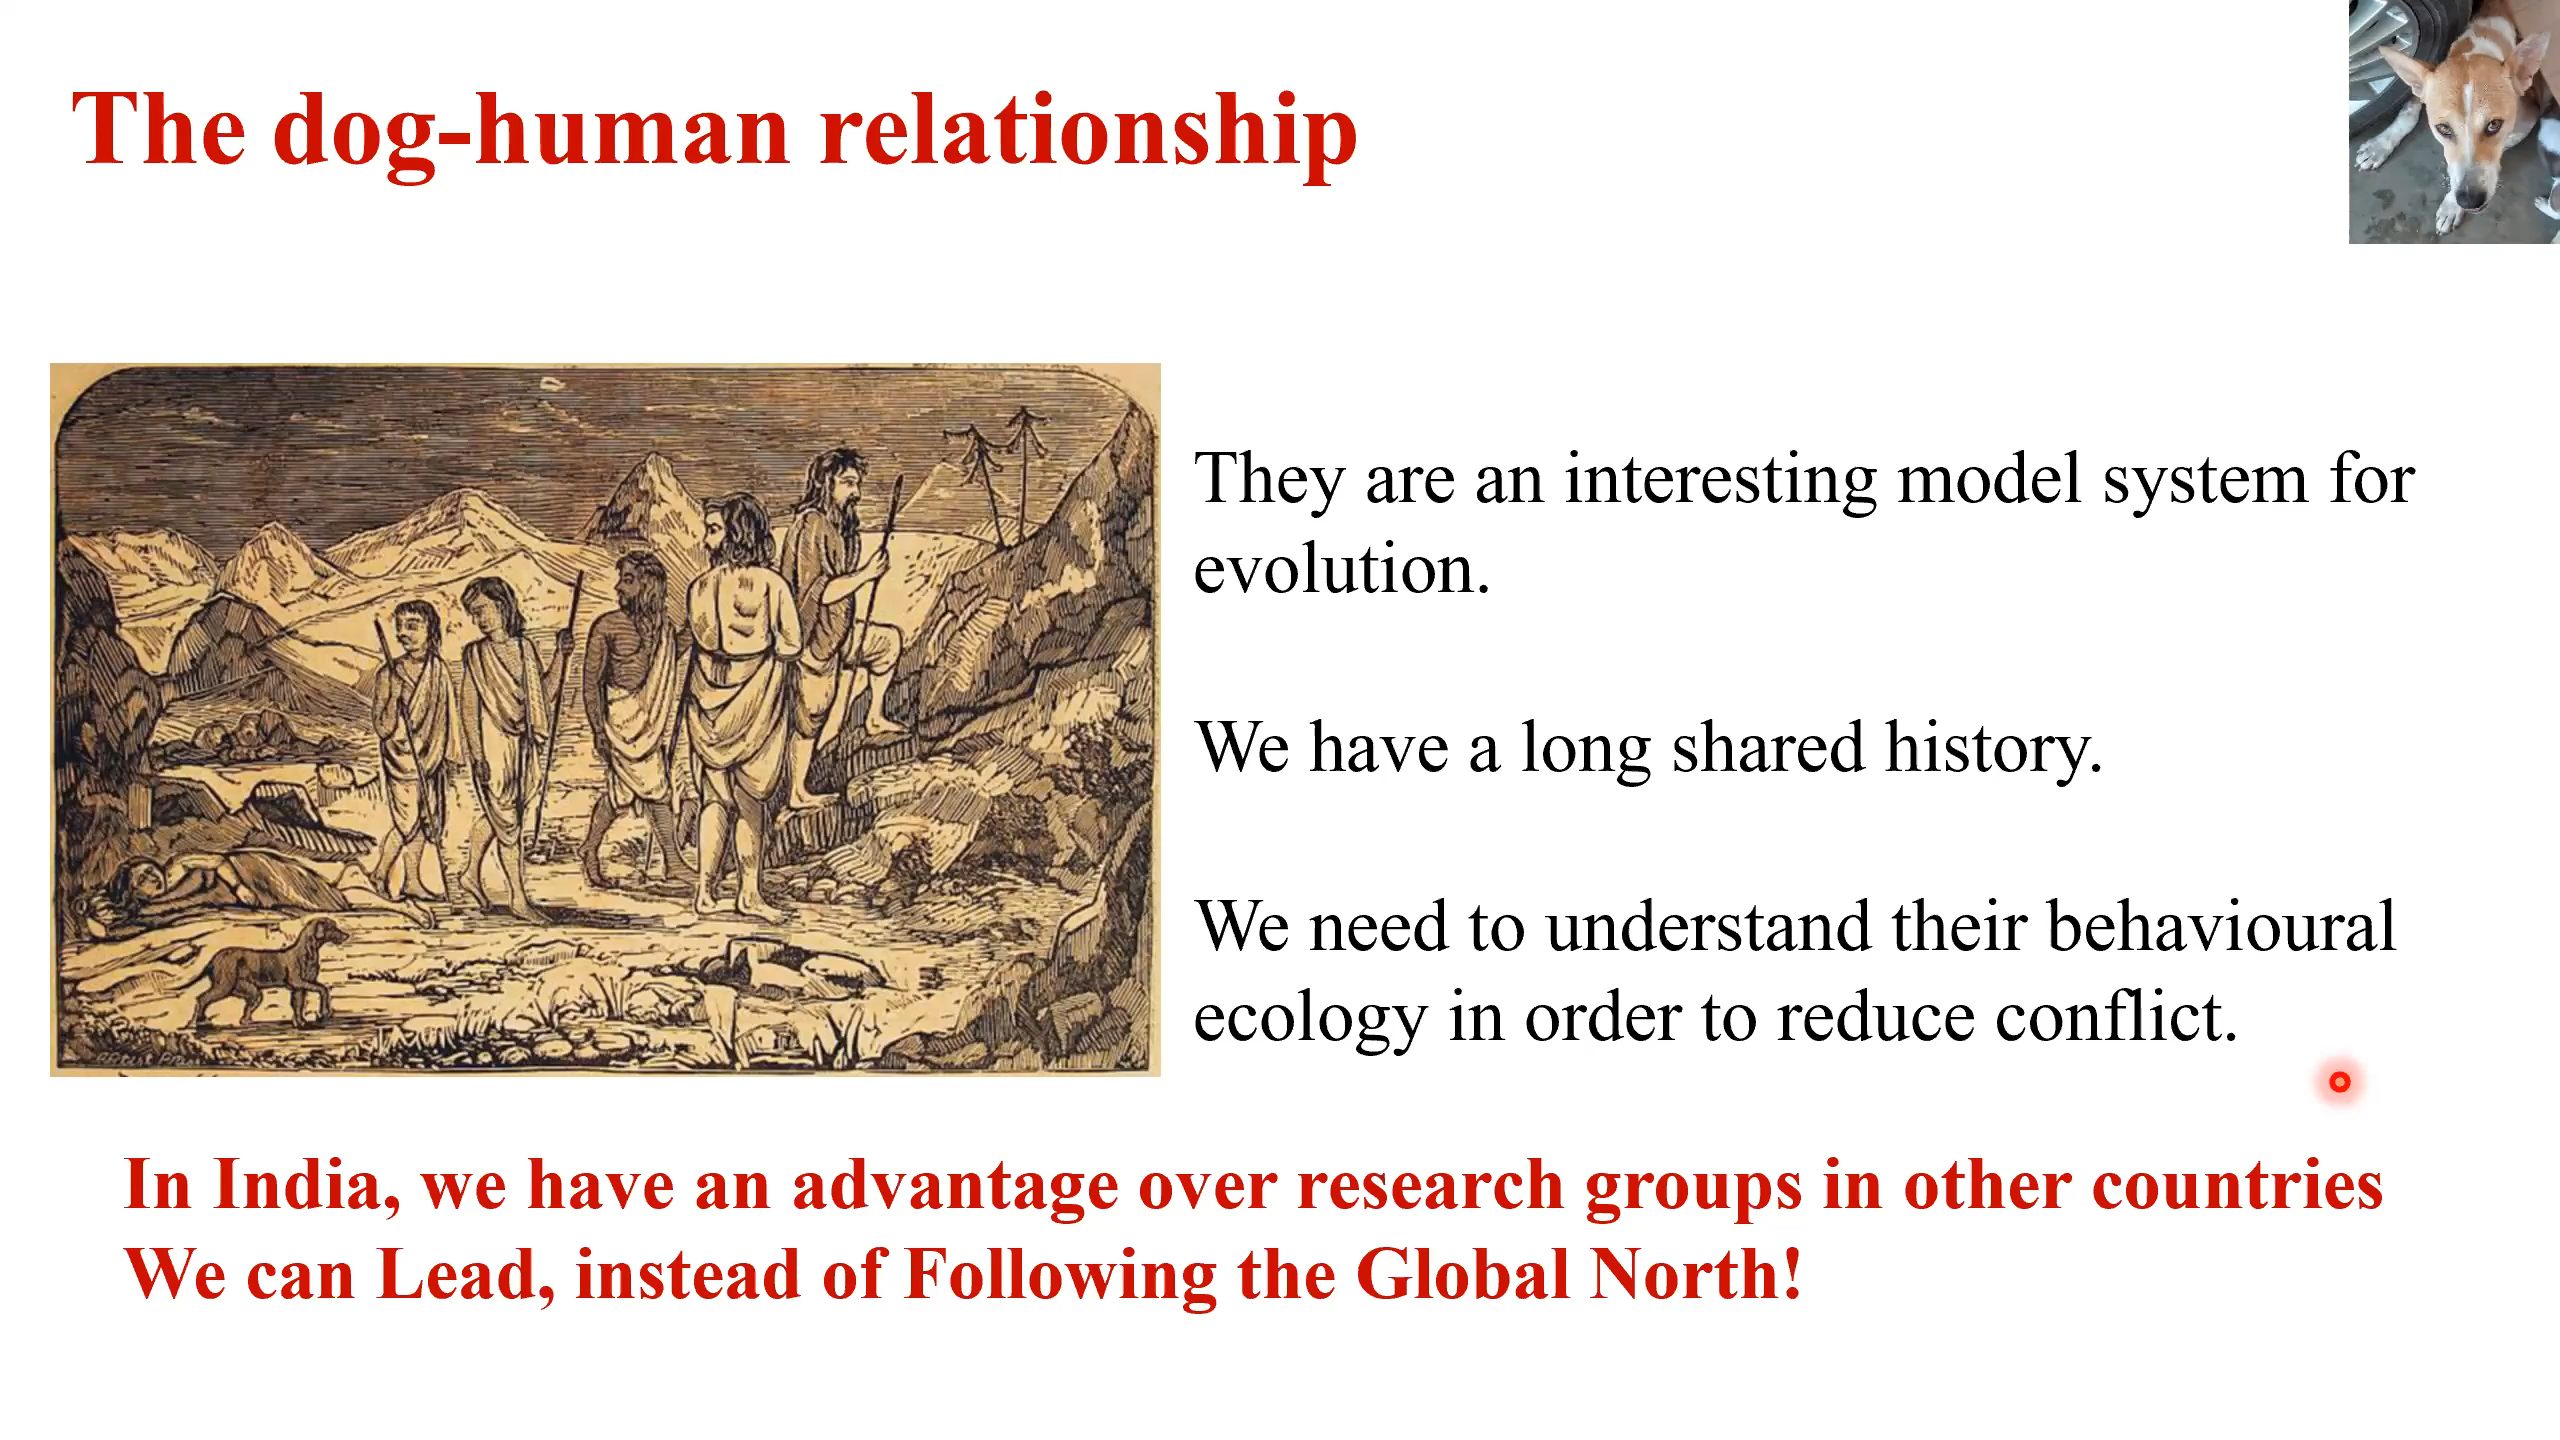 The dog-human relationship
They are an interesting model system for
evolution.
We have a long shared history.
We need to understand their behavioural
ecology in order to reduce conflict.
In India, we have an advantage over research groups in other countries
We can Lead, instead of Following the Global North!